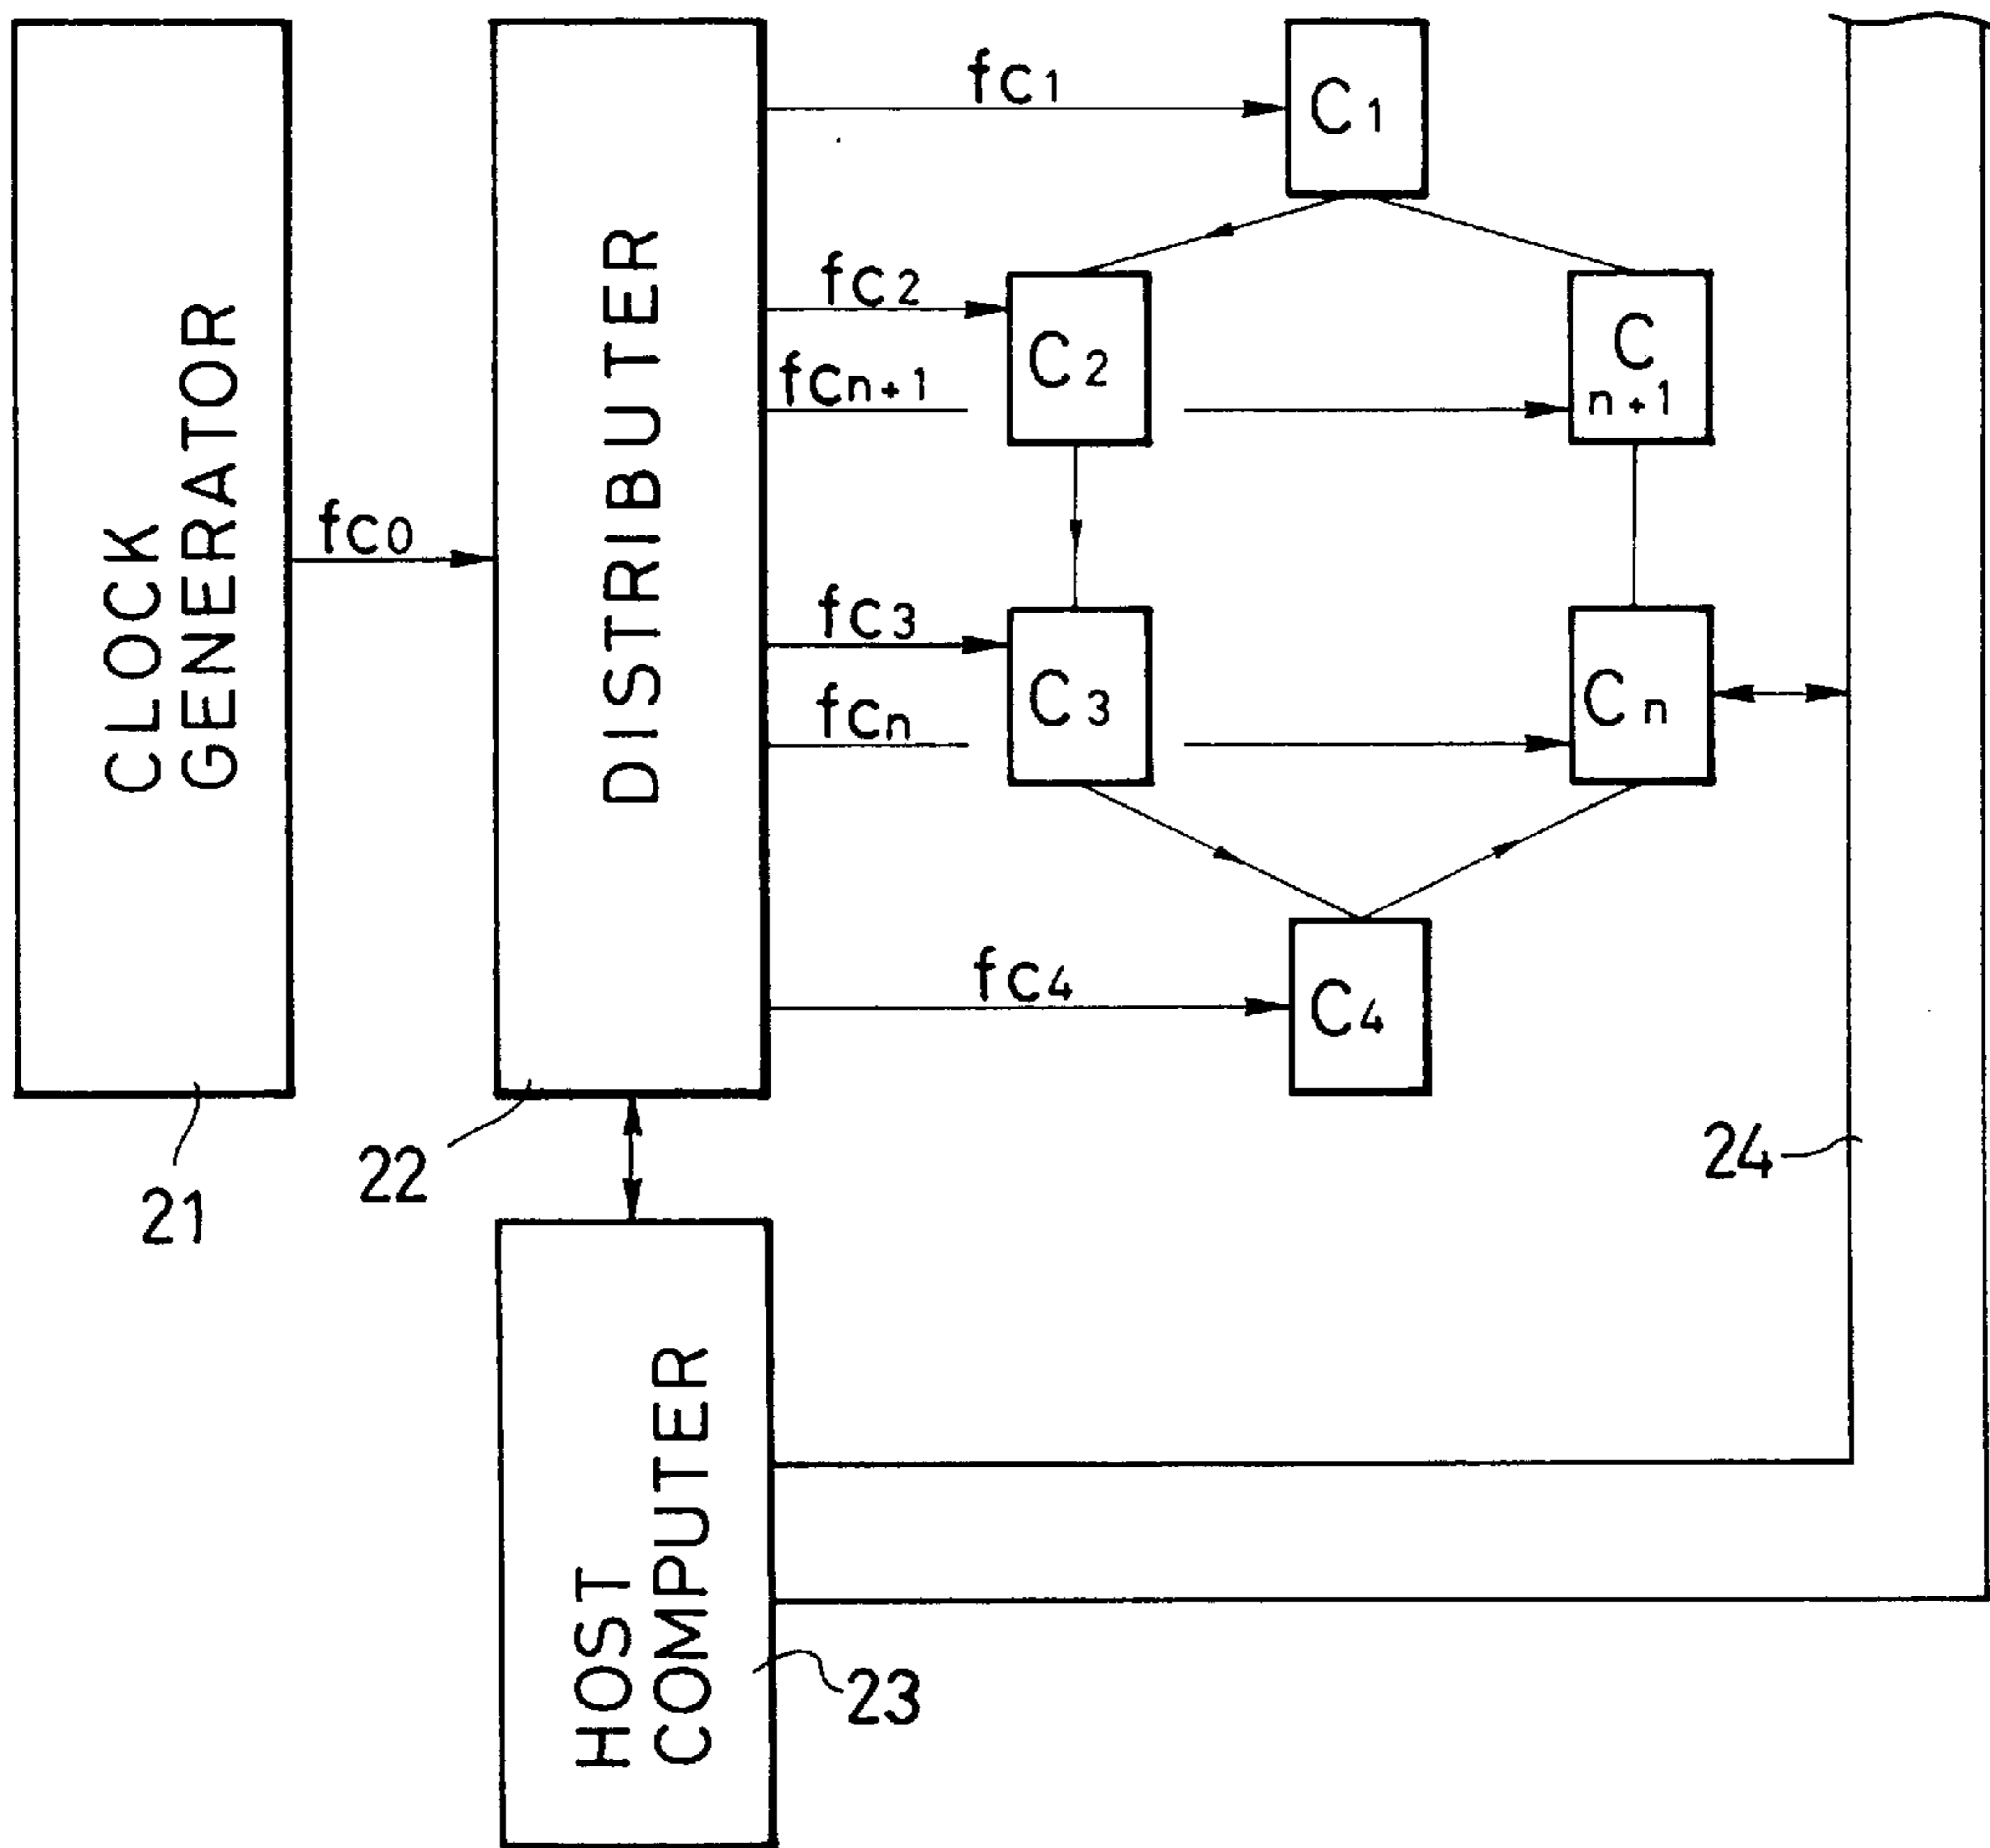 CLOCK
GENERATOR
21
fc0
DISTRIBUTER
22
fc1
fc2
fcn+1
fc3
fcn
fc4
C1
C2
C
n+1
C3
Cn
C4
24
HOST
COMPUTER
23